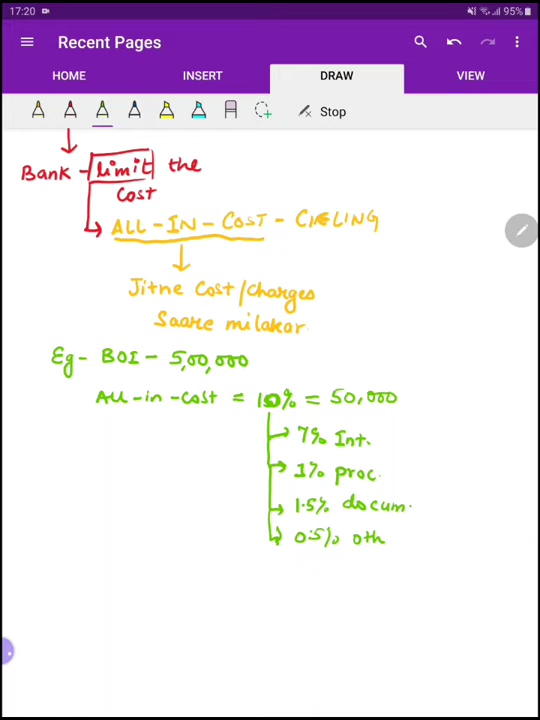 17:20 95%
Recent Pages
HOME INSERT DRAW VIEW
Stop
Bank - limit the
Cost
ALL-IN-COST - CIELING
Jitne Cost/charges
Saare milakar
Eg- BOI - 5,00,000
ALL-in-cost = 10% = 50,000
7% Int.
1% proc.
1.5% docum.
0.5% oth